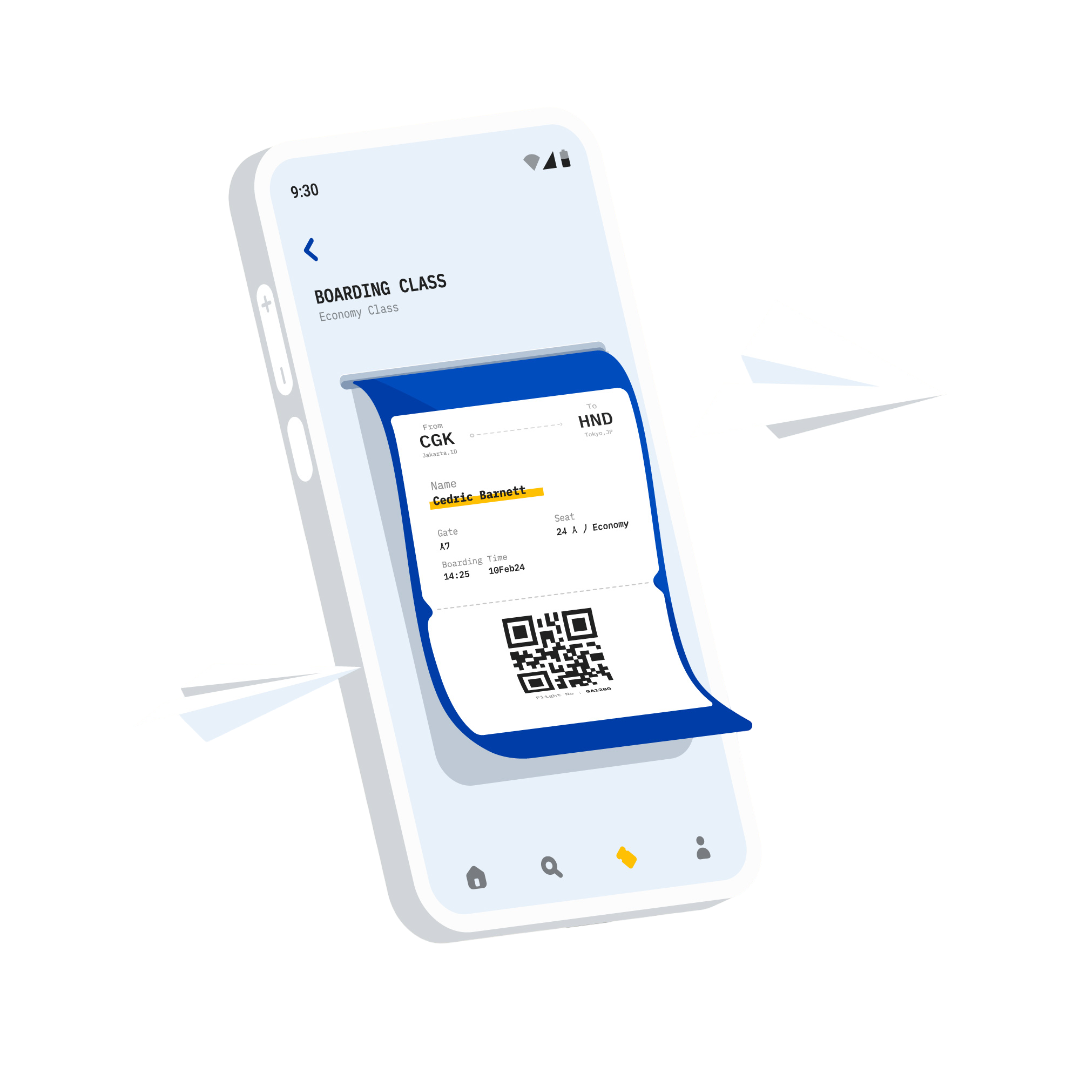 9:30
BOARDING CLASS
Economy Class
From
To
CGK
HND
Jakarta.ID
Tokyo.JP
Name
Cedric Barnett
Gate
Seat
A7
24 A / Economy
Boarding Time
14:25 10Feb24
Flight No :